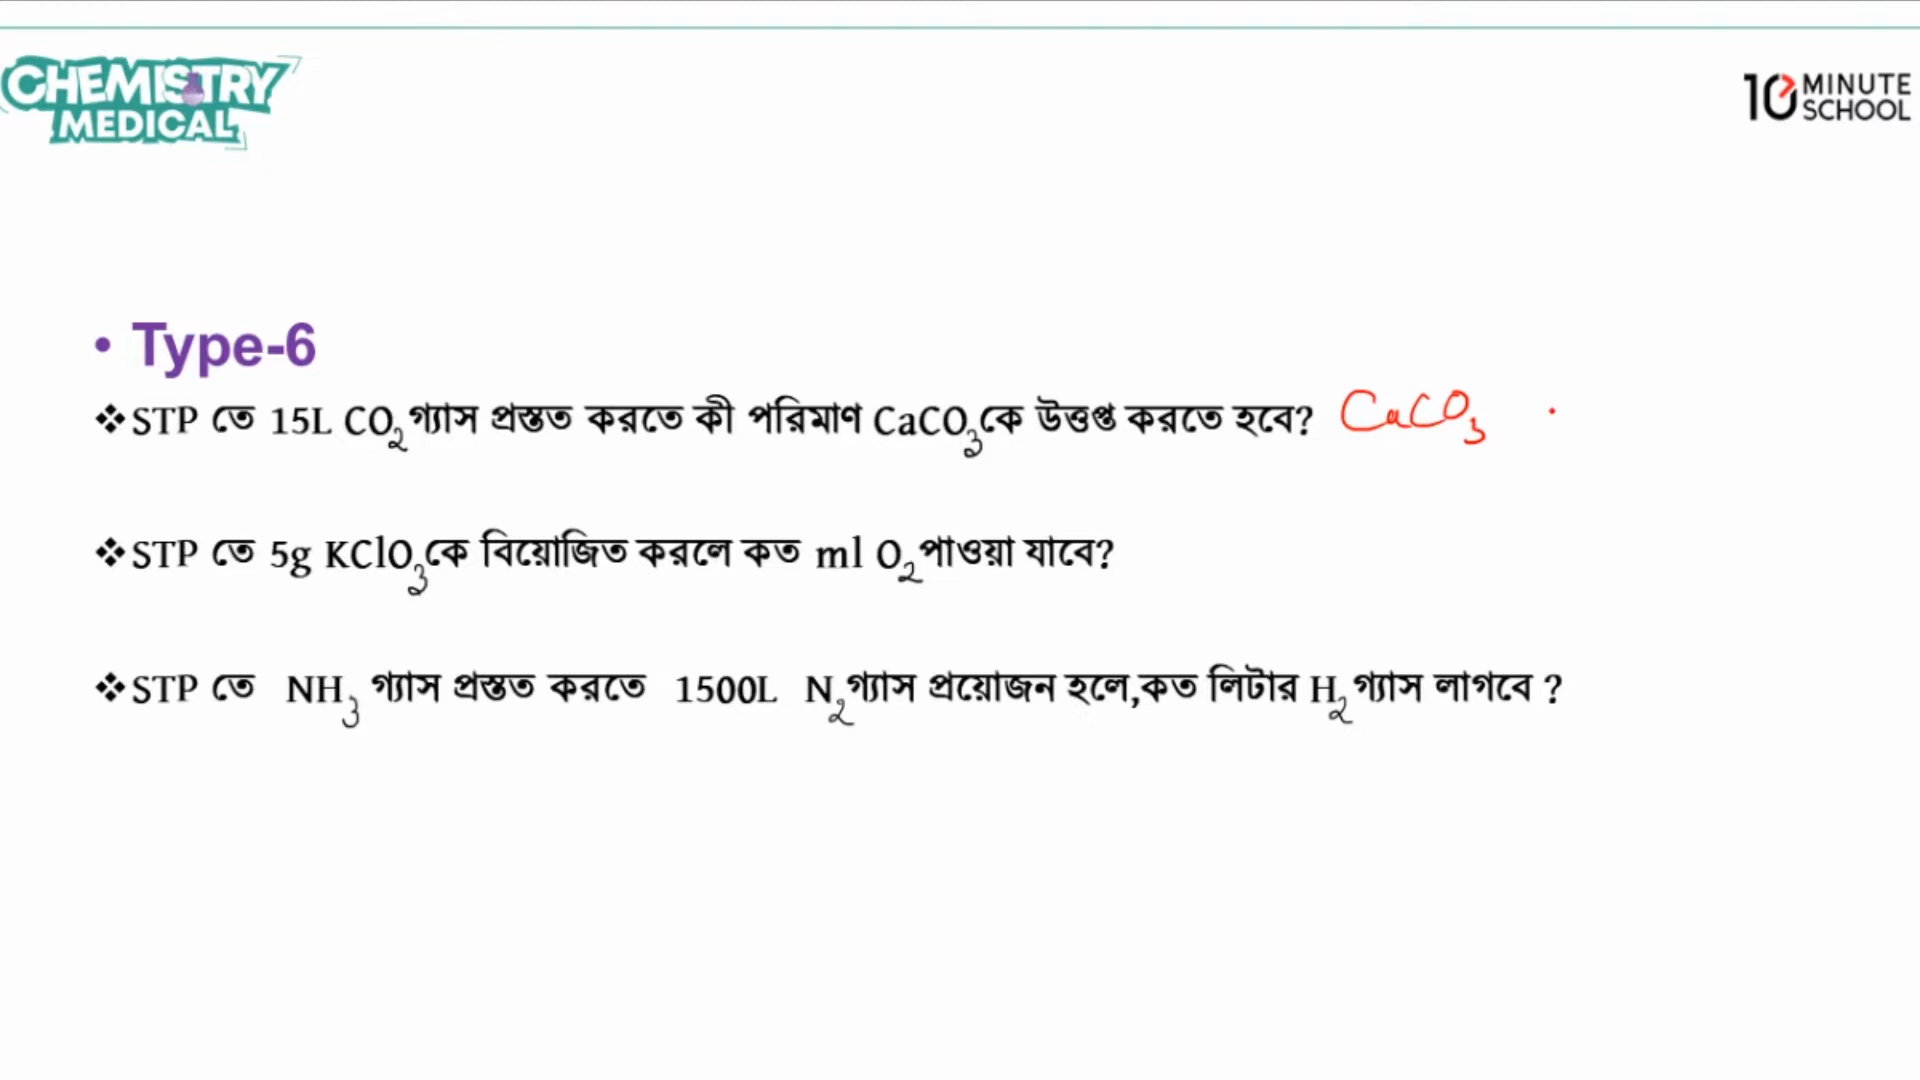 CHEMISTRY
MEDICAL
10 MINUTE
SCHOOL
• Type-6
❖STP তে 15L CO₂ গ্যাস প্রস্তুত করতে কী পরিমাণ CaCO₃ কে উত্তপ্ত করতে হবে? CaCO₃
❖STP তে 5g KClO₃ কে বিয়োজিত করলে কত ml O₂ পাওয়া যাবে?
❖STP তে NH₃ গ্যাস প্রস্তুত করতে 1500L N₂ গ্যাস প্রয়োজন হলে,কত লিটার H₂ গ্যাস লাগবে ?